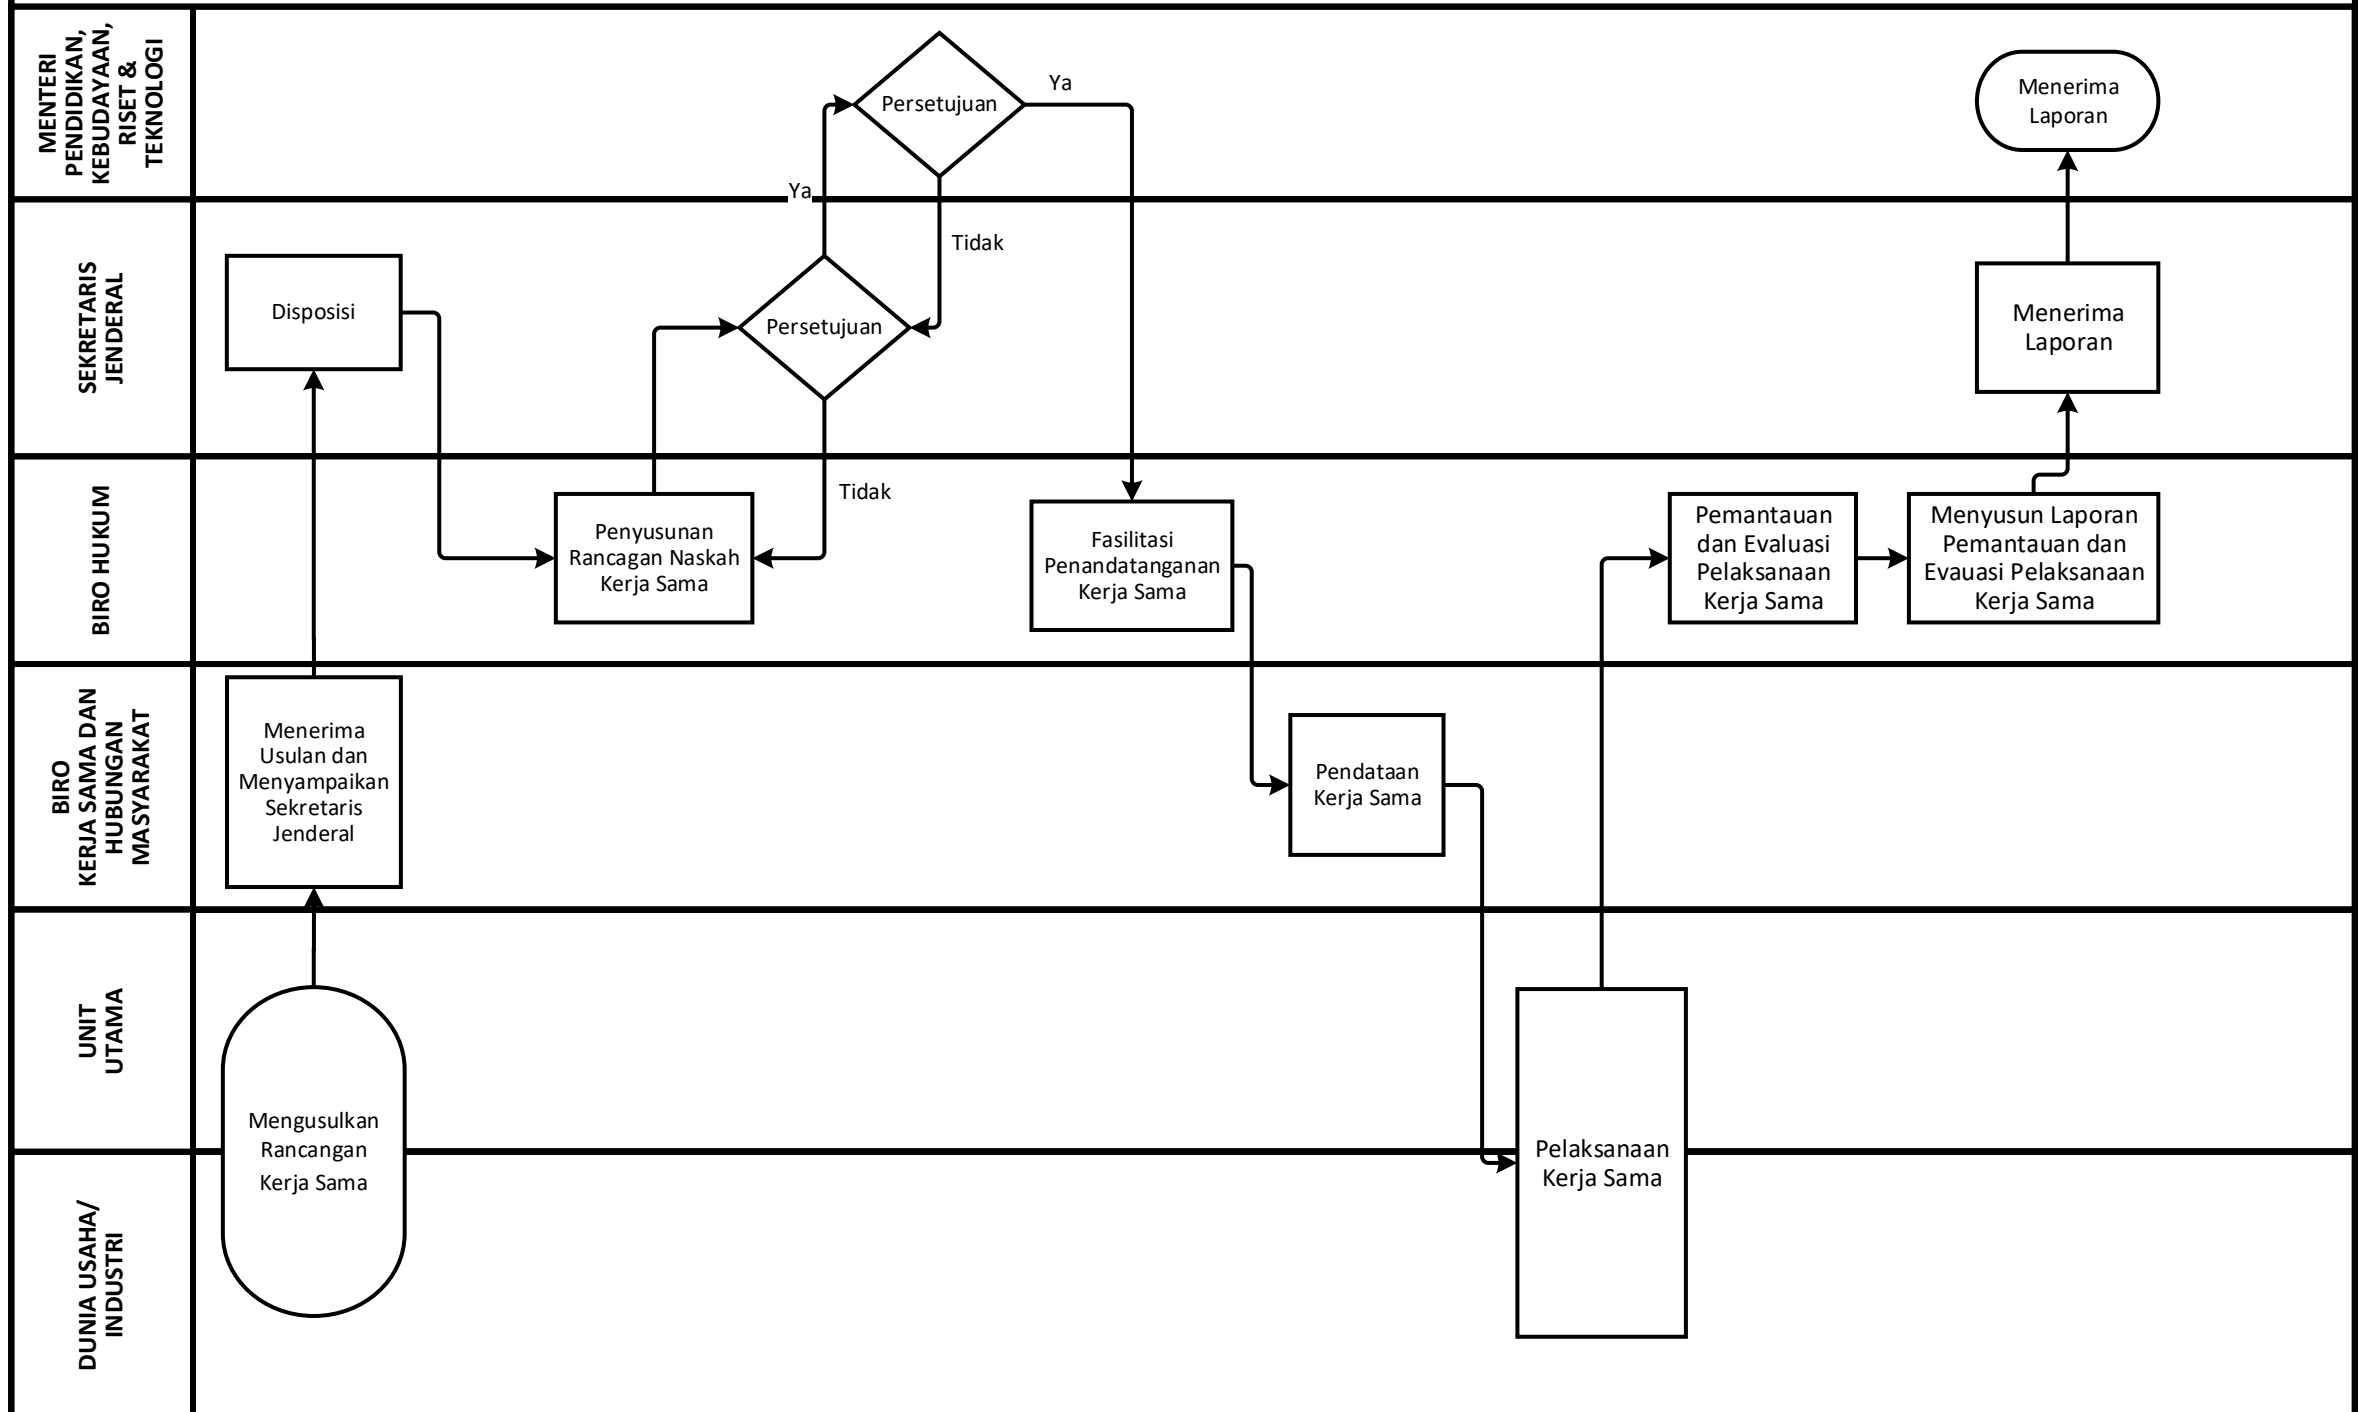 MENTERI
PENDIDIKAN,
KEBUDAYAAN,
RISET &
TEKNOLOGI
Persetujuan
Ya
Ya
Tidak
Menerima
Laporan
SEKRETARIS
JENDERAL
Disposisi
Persetujuan
Tidak
Menerima
Laporan
BIRO HUKUM
Penyusunan
Rancagan Naskah
Kerja Sama
Fasilitasi
Penandatanganan
Kerja Sama
Pemantauan
dan Evaluasi
Pelaksanaan
Kerja Sama
Menyusun Laporan
Pemantauan dan
Evauasi Pelaksanaan
Kerja Sama
BIRO
KERJA SAMA DAN
HUBUNGAN
MASYARAKAT
Menerima
Usulan dan
Menyampaikan
Sekretaris
Jenderal
Pendataan
Kerja Sama
UNIT
UTAMA
Mengusulkan
Rancangan
Kerja Sama
Pelaksanaan
Kerja Sama
DUNIA USAHA/
INDUSTRI